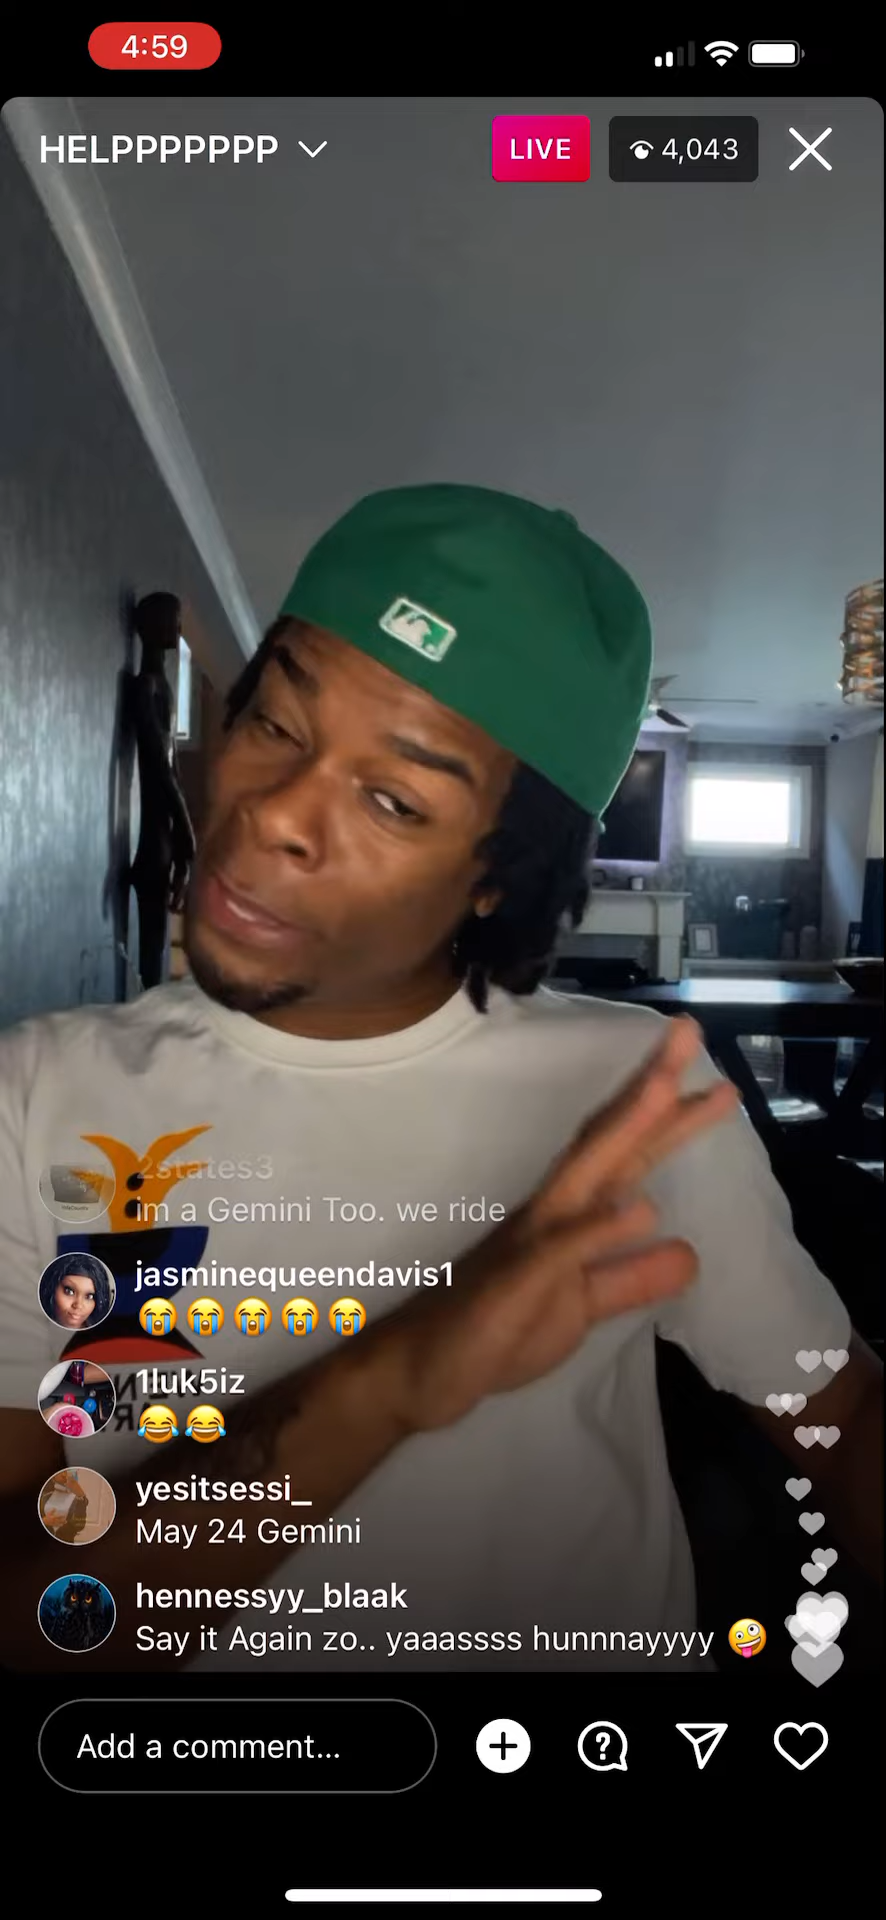 4:59
HELPPPPPPP
LIVE
4,043
2states3
im a Gemini Too. we ride
jasminequeendavis1
😭😭😭😭😭
1luk5iz
😂😂
yesitsessi_
May 24 Gemini
hennessyy_blaak
Say it Again zo.. yaaassss hunnnayyyy 🤪
Add a comment...